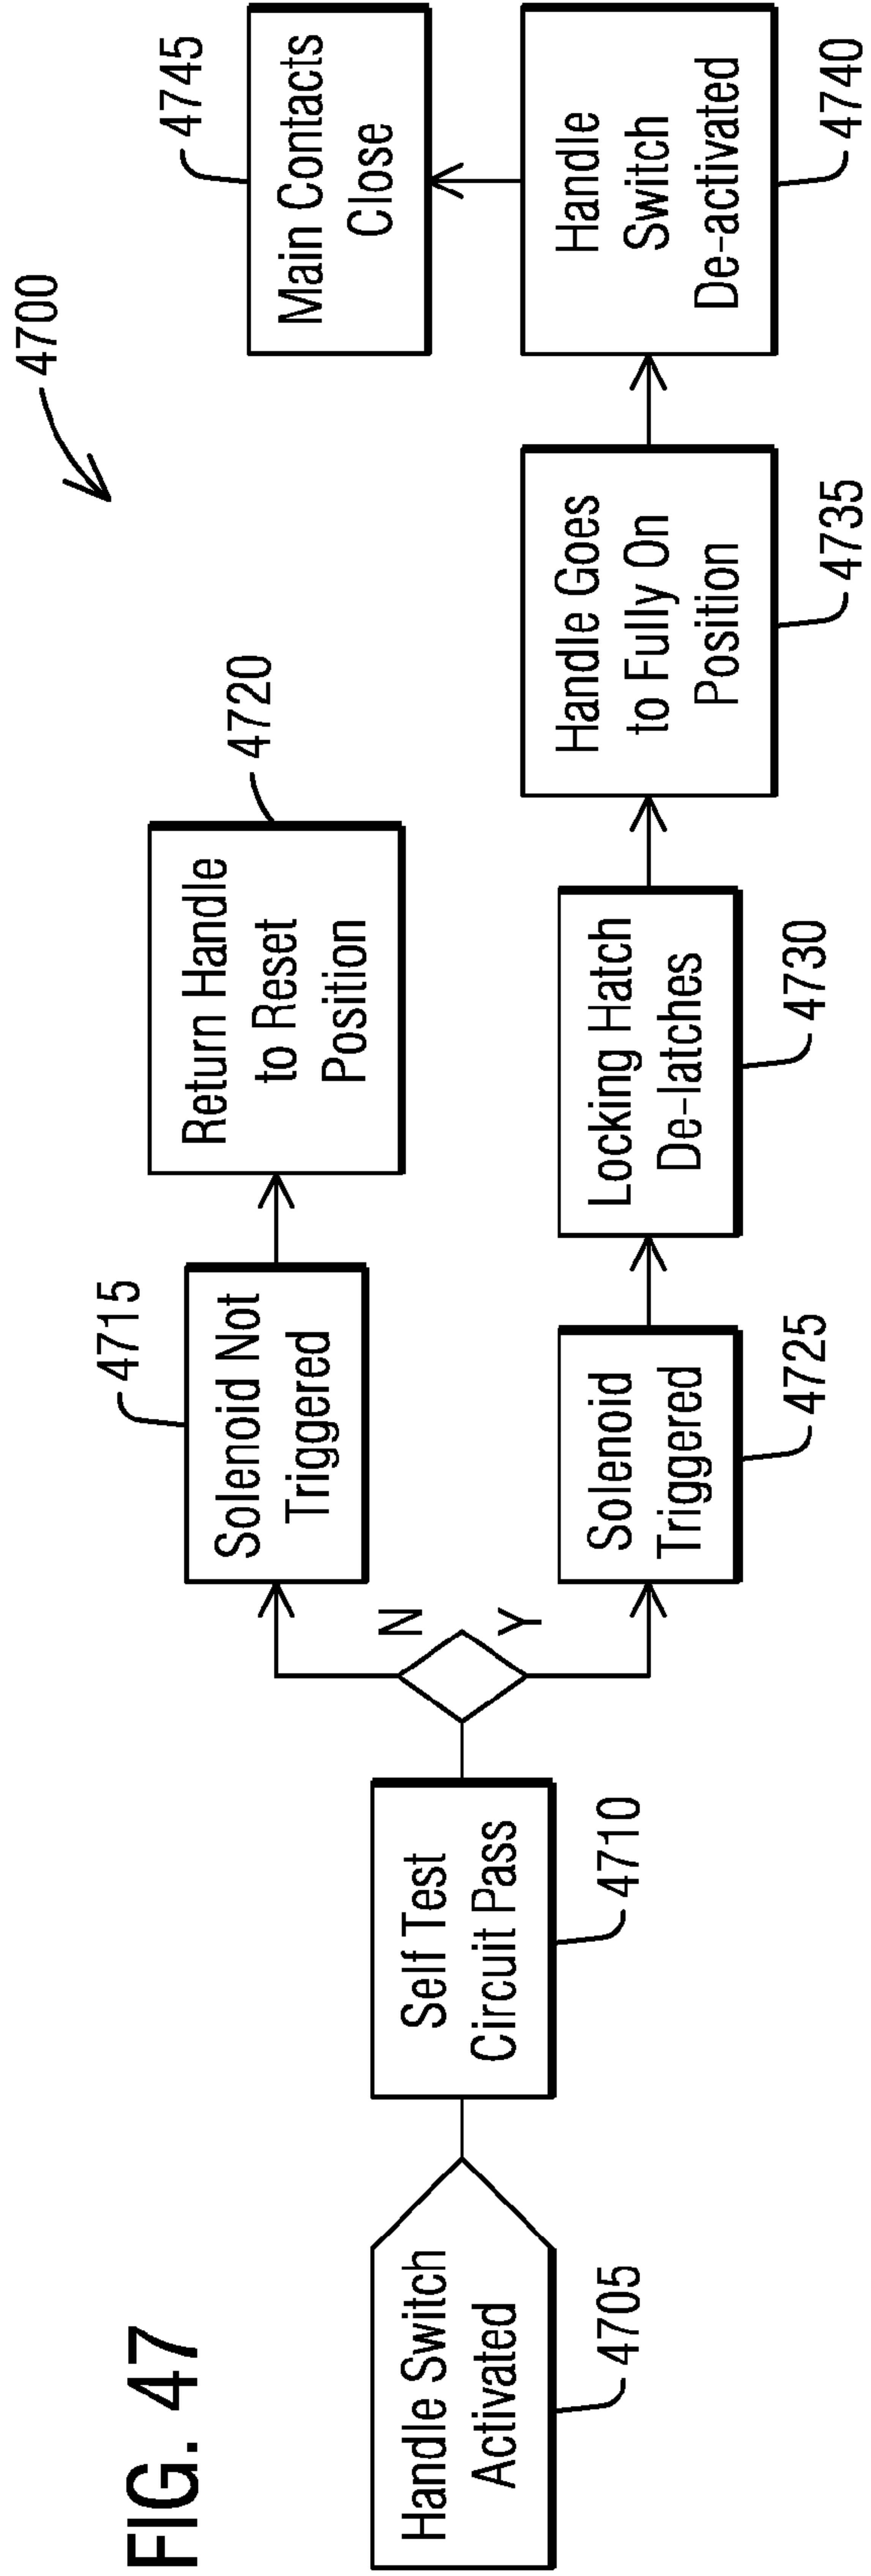 FIG. 47
4700
Handle Switch
Activated
4705
Self Test
Circuit Pass
4710
N
Y
Solenoid Not
Triggered
4715
Return Handle
to Reset
Position
4720
Solenoid
Triggered
4725
Locking Hatch
De-latches
4730
Handle Goes
to Fully On
Position
4735
Handle
Switch
De-activated
4740
Main Contacts
Close
4745